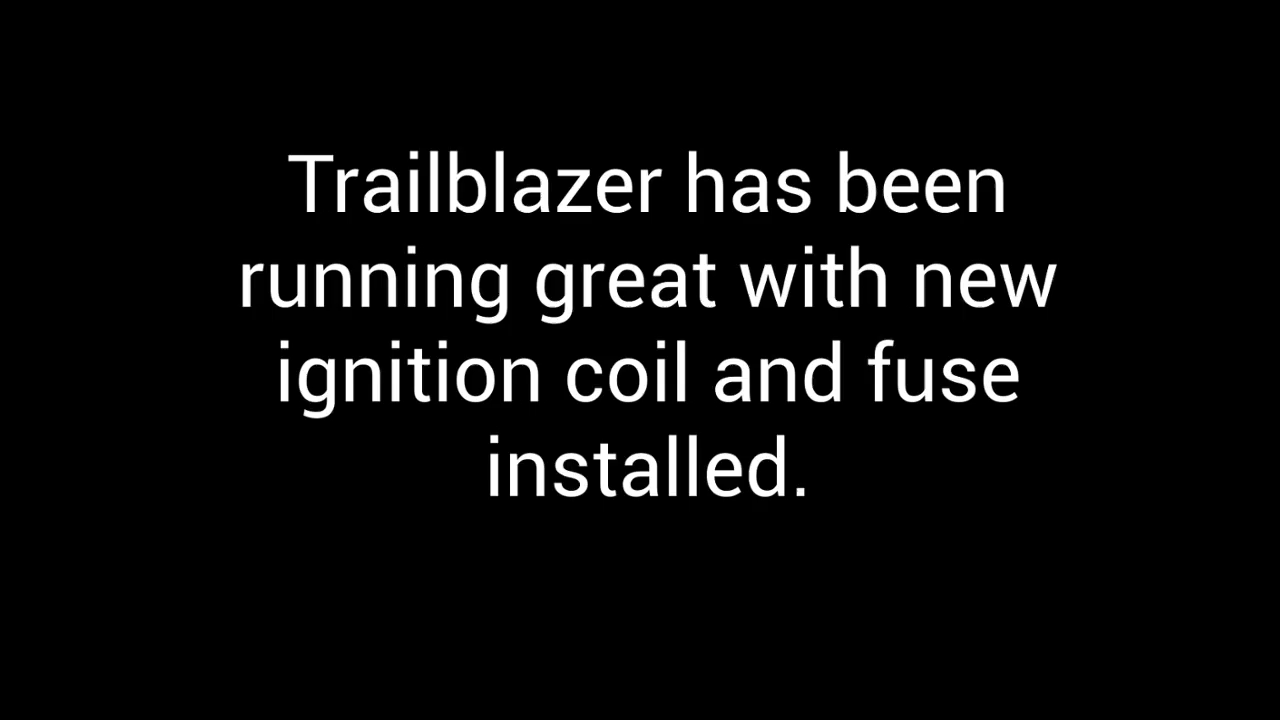 Trailblazer has been
running great with new
ignition coil and fuse
installed.